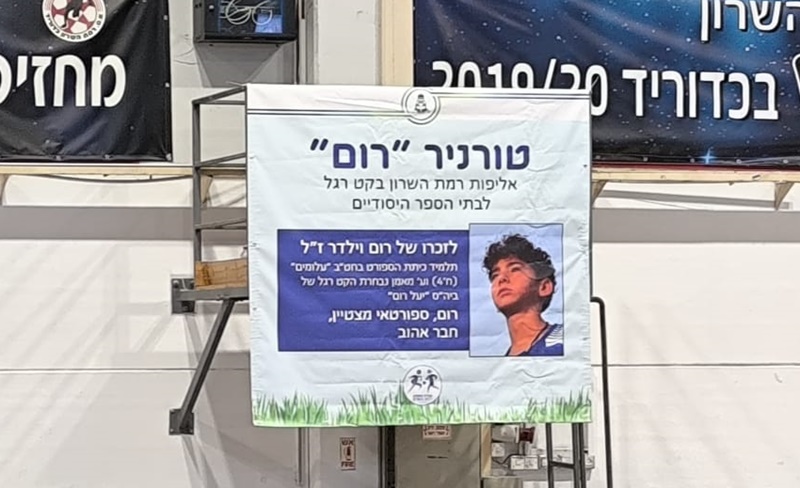 השרון
מחזיק
בכדוריד 2019/20
טורניר "רום"
אליפות רמת השרון בקט רגל
לבתי הספר היסודיים
לזכרו של רום וילדר ז"ל
תלמיד כיתת הספורט בחט"ב "עלומים"
(ח'4) וע' מאמן נבחרת הקט רגל של
ביה"ס "יעל רום"
רום, ספורטאי מצטיין,
חבר אהוב
FIRE